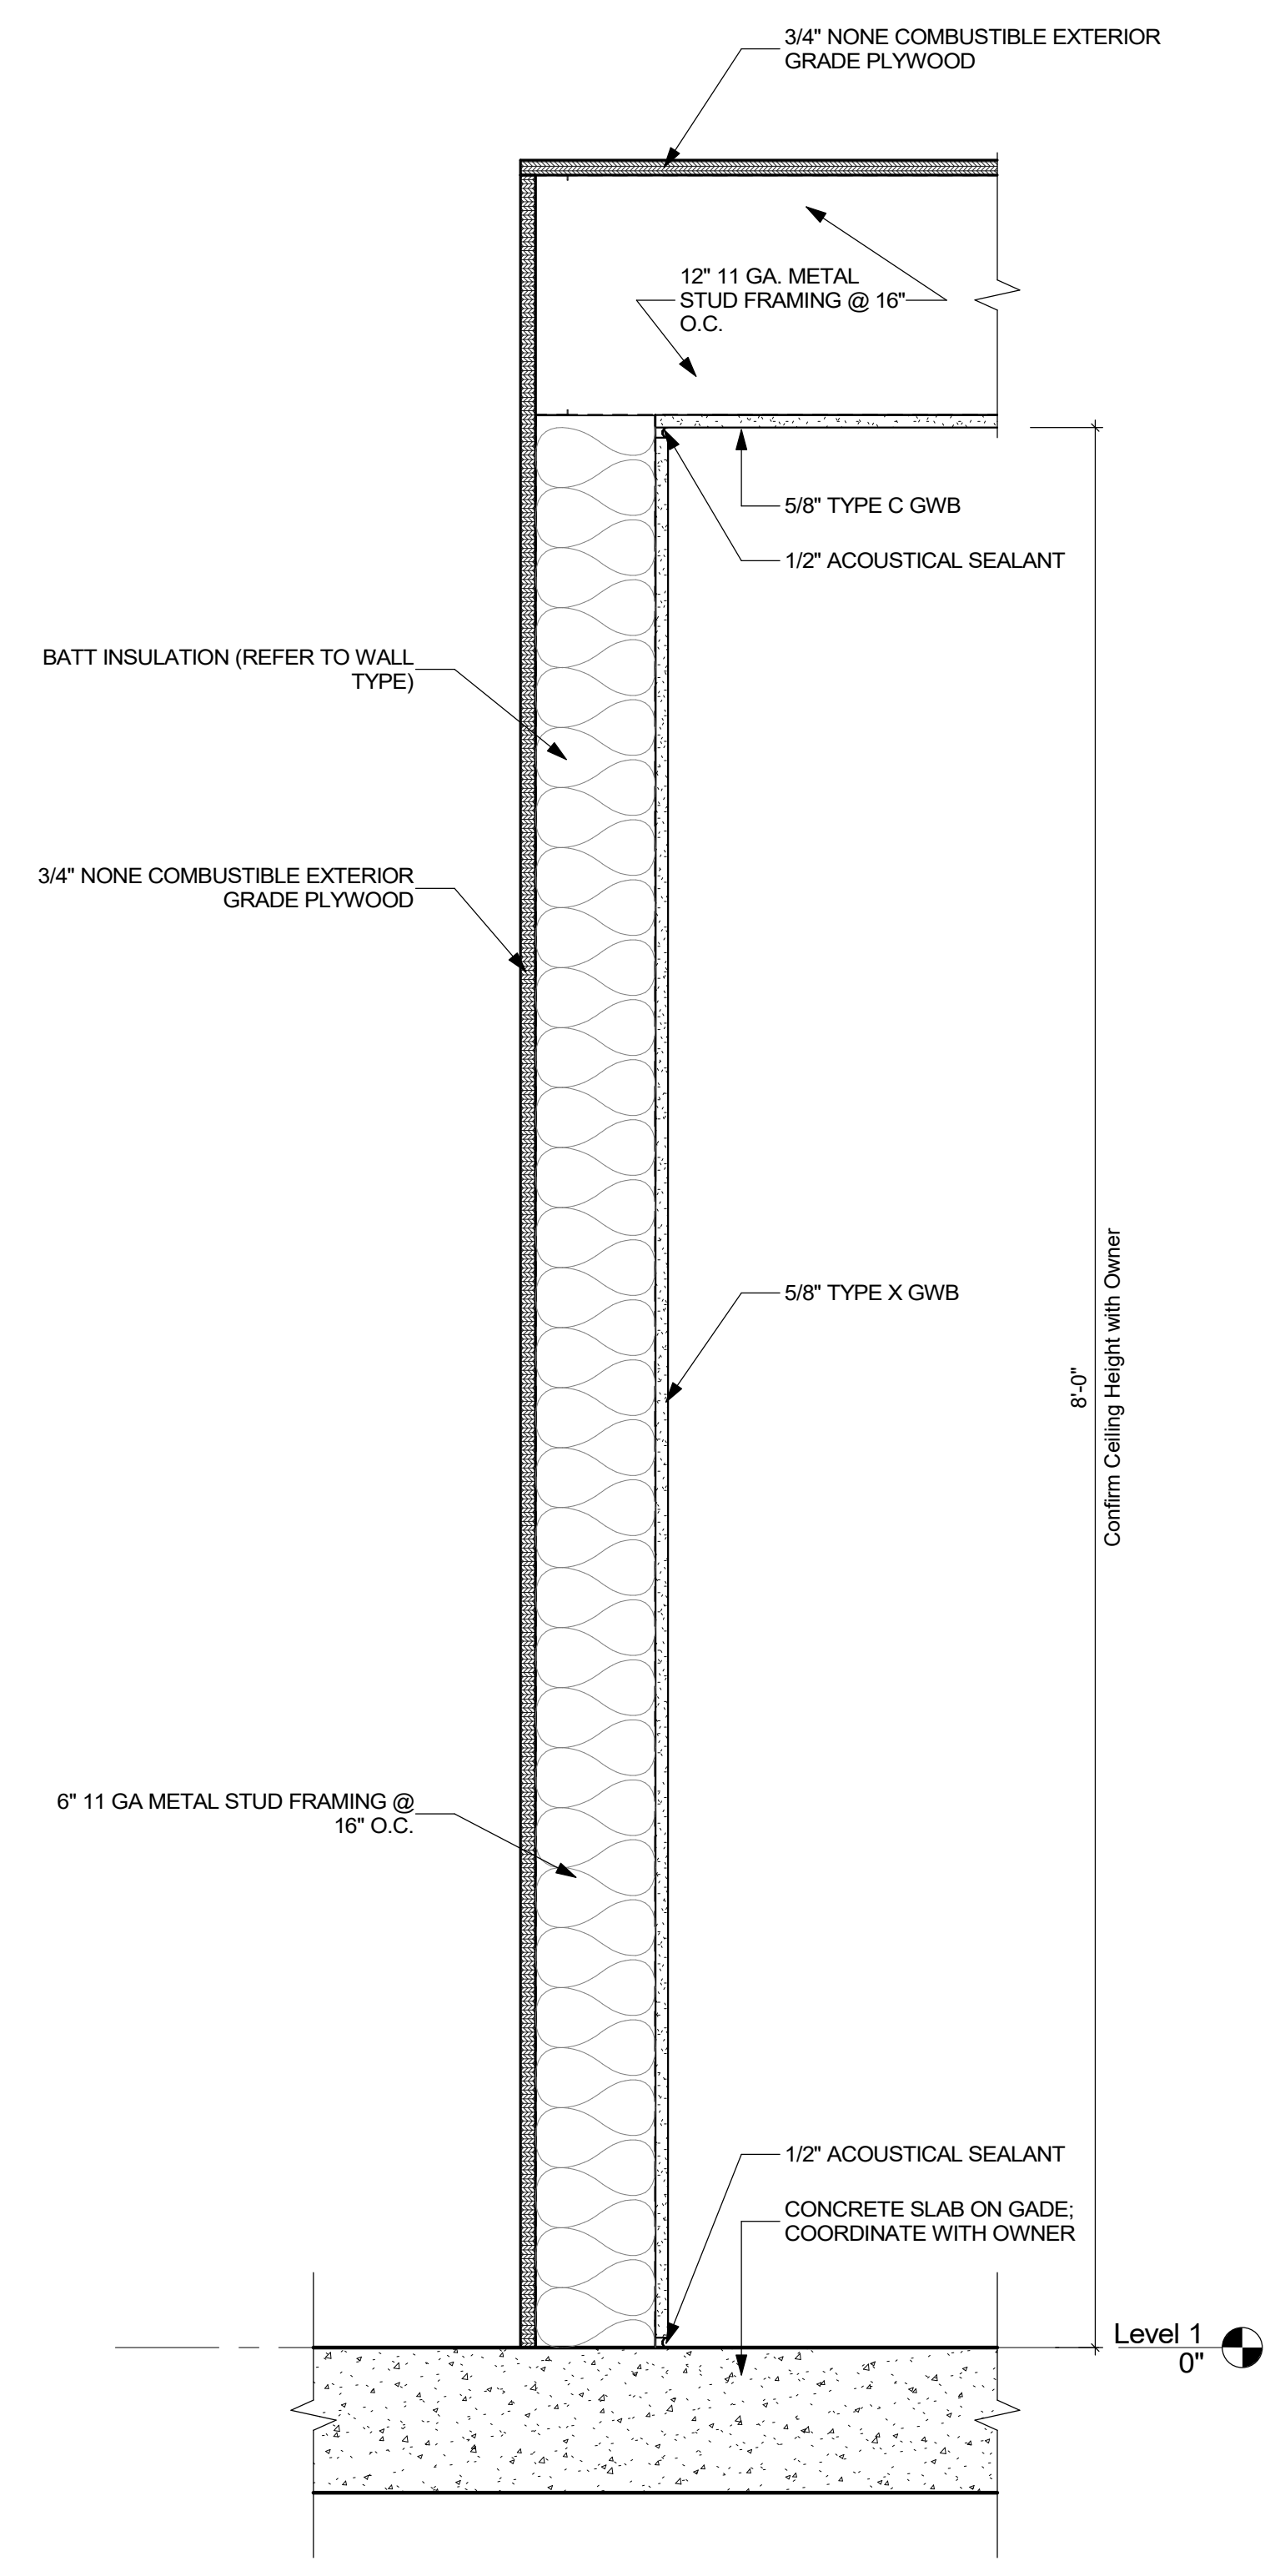 3/4" NONE COMBUSTIBLE EXTERIOR
GRADE PLYWOOD
12" 11 GA. METAL
STUD FRAMING @ 16"
O.C.
5/8" TYPE C GWB
1/2" ACOUSTICAL SEALANT
BATT INSULATION (REFER TO WALL
TYPE)
3/4" NONE COMBUSTIBLE EXTERIOR
GRADE PLYWOOD
5/8" TYPE X GWB
8'-0"
Confirm Ceiling Height with Owner
6" 11 GA METAL STUD FRAMING @
16" O.C.
1/2" ACOUSTICAL SEALANT
CONCRETE SLAB ON GADE;
COORDINATE WITH OWNER
Level 1
0"